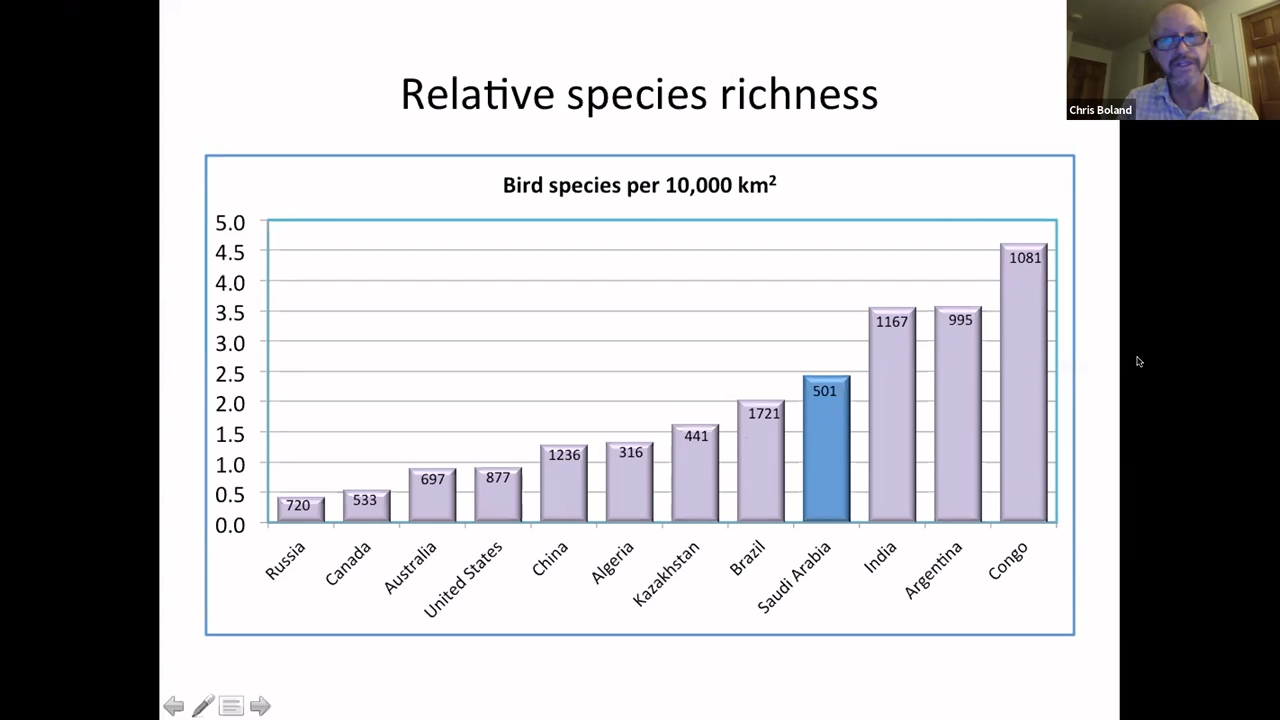 Relative species richness
Chris Boland
Bird species per 10,000 km²
5.0
4.5
4.0
3.5
3.0
2.5
2.0
1.5
1.0
0.5
0.0
720
533
697
877
1236
316
441
1721
501
1167
995
1081
Russia
Canada
Australia
United States
China
Algeria
Kazakhstan
Brazil
Saudi Arabia
India
Argentina
Congo